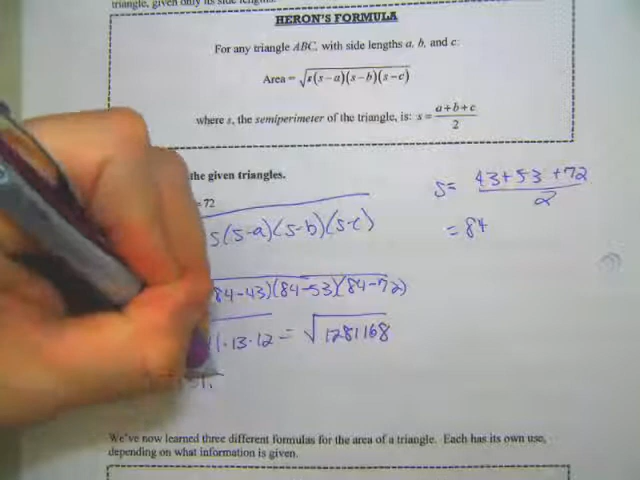 triangle, given only its side lengths.
HERON'S FORMULA
For any triangle ABC, with side lengths a, b, and c:
Area = √s(s−a)(s−b)(s−c)
where s, the semiperimeter of the triangle, is: s = a+b+c / 2
the given triangles.
= 72
s = 43+53+72 / 2
= 84
s(s-a)(s-b)(s-c)
84-43)(84-53)(84-72)
1·13·12 = √1281168
We've now learned three different formulas for the area of a triangle. Each has its own use,
depending on what information is given.